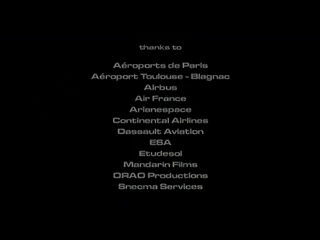 thanks to
Aéroports de Paris
Aéroport Toulouse - Blagnac
Airbus
Air France
Arianespace
Continental Airlines
Dassault Aviation
ESA
Etudesol
Mandarin Films
ORAO Productions
Snecma Services